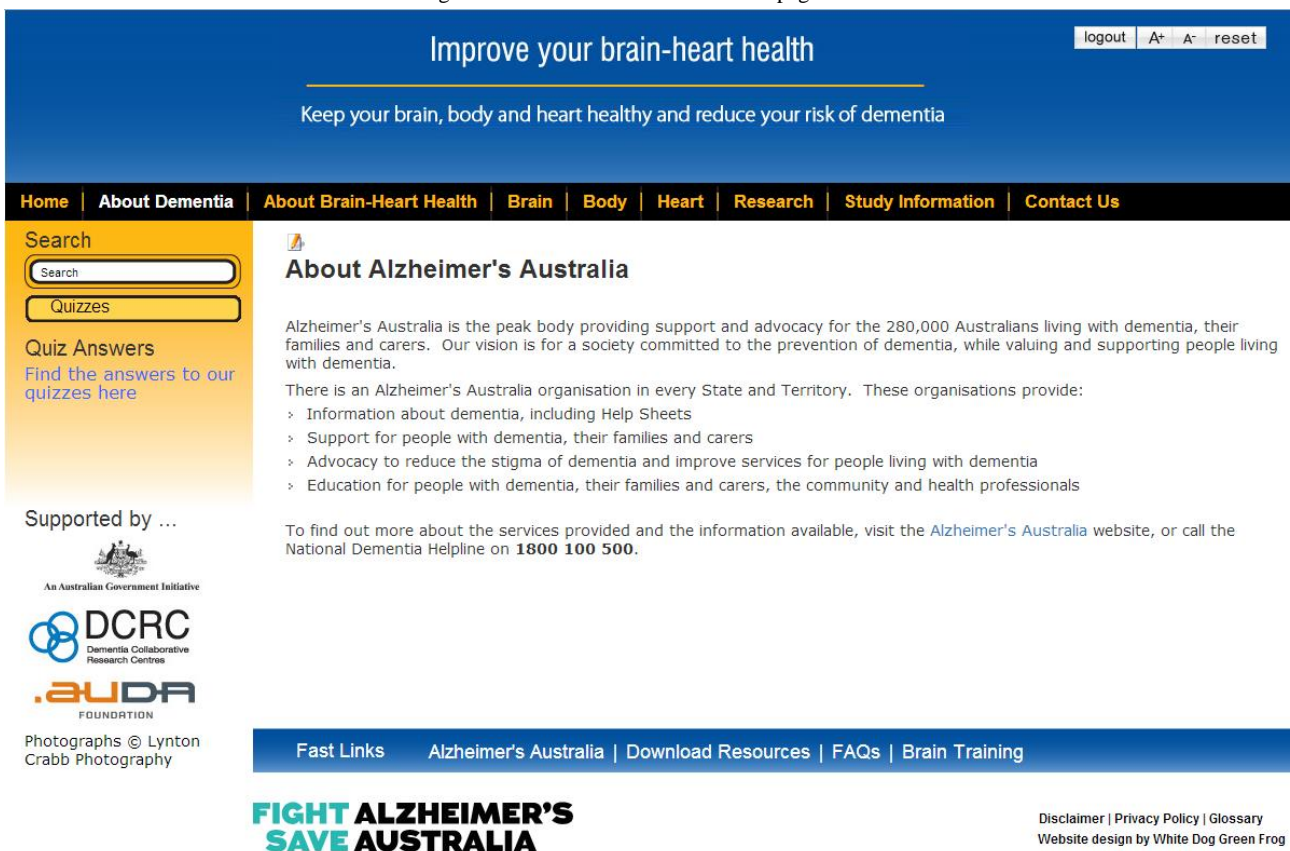 Improve your brain-heart health
logout A+ A- reset
Keep your brain, body and heart healthy and reduce your risk of dementia
Home | About Dementia | About Brain-Heart Health | Brain | Body | Heart | Research | Study Information | Contact Us
Search
Search
Quizzes
Quiz Answers
Find the answers to our
quizzes here
Supported by ...
An Australian Government Initiative
DCRC
Dementia Collaborative
Research Centres
.auDA
FOUNDATION
Photographs © Lynton
Crabb Photography
About Alzheimer's Australia
Alzheimer's Australia is the peak body providing support and advocacy for the 280,000 Australians living with dementia, their
families and carers. Our vision is for a society committed to the prevention of dementia, while valuing and supporting people living
with dementia.
There is an Alzheimer's Australia organisation in every State and Territory. These organisations provide:
› Information about dementia, including Help Sheets
› Support for people with dementia, their families and carers
› Advocacy to reduce the stigma of dementia and improve services for people living with dementia
› Education for people with dementia, their families and carers, the community and health professionals
To find out more about the services provided and the information available, visit the Alzheimer's Australia website, or call the
National Dementia Helpline on 1800 100 500.
Fast Links Alzheimer's Australia | Download Resources | FAQs | Brain Training
FIGHT ALZHEIMER'S
SAVE AUSTRALIA
Disclaimer | Privacy Policy | Glossary
Website design by White Dog Green Frog